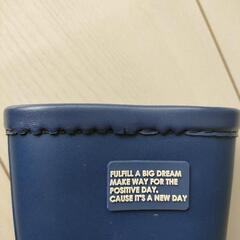 FULFILL A BIG DREAM
MAKE WAY FOR THE
POSITIVE DAY.
CAUSE IT'S A NEW DAY